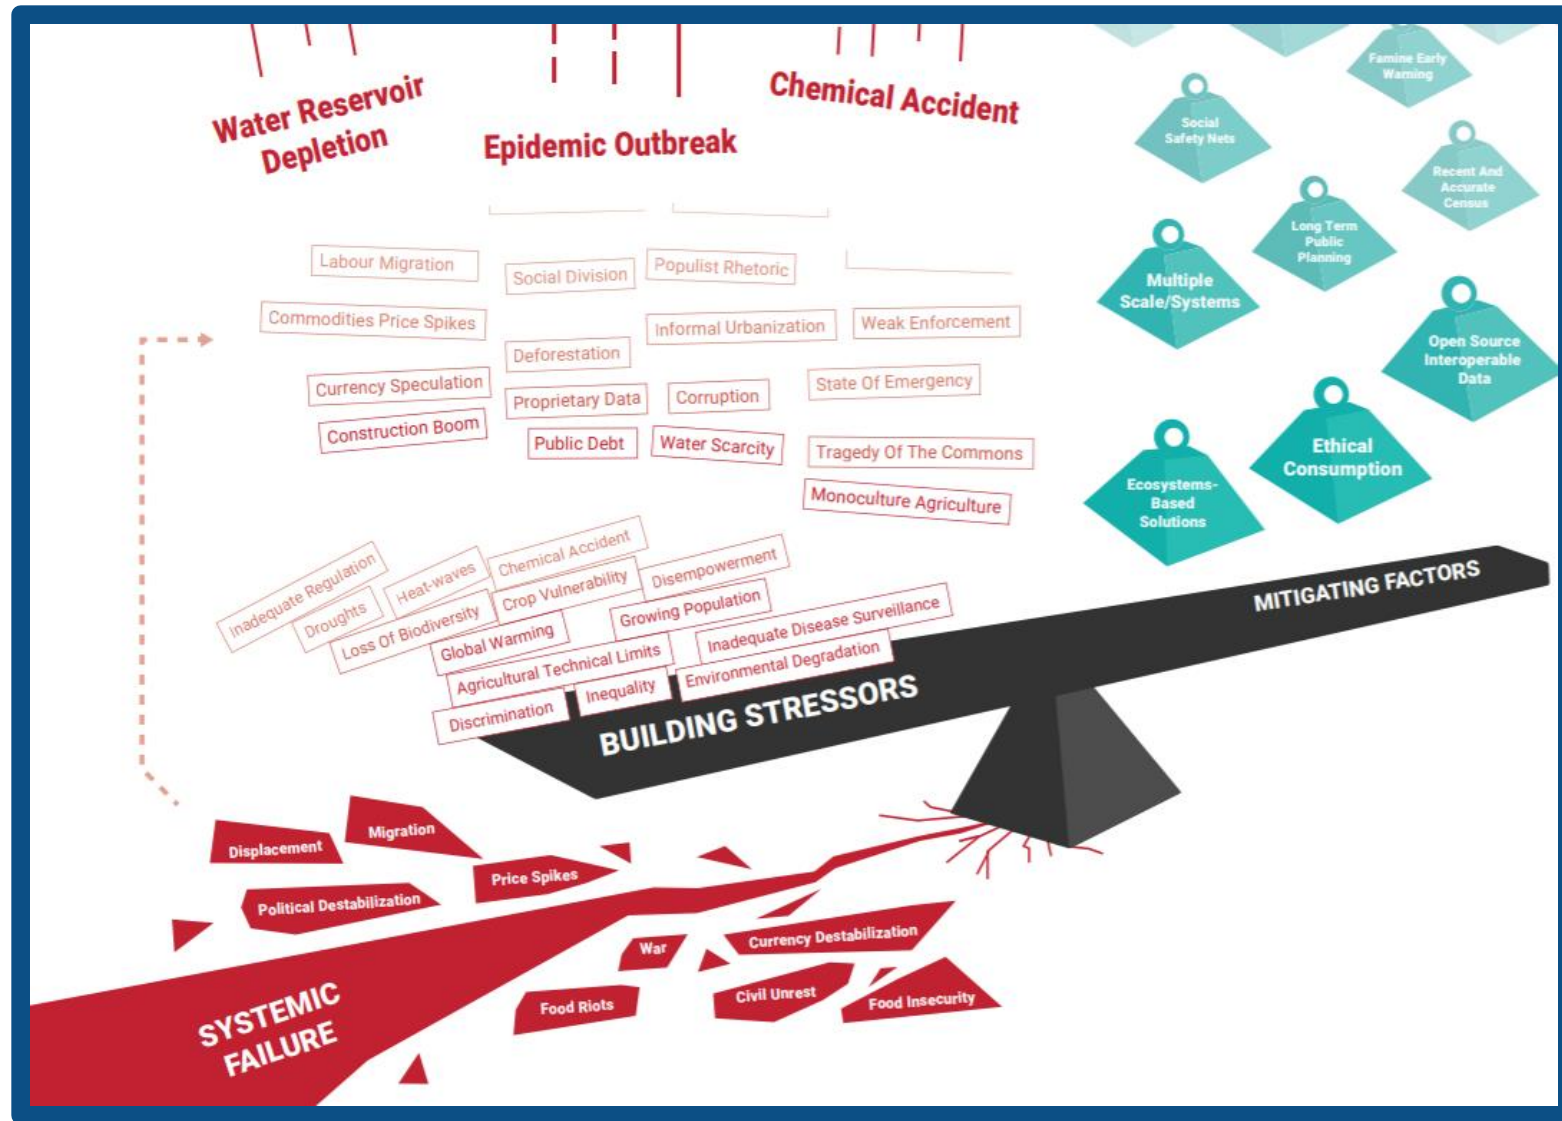 Water Reservoir
Depletion
Epidemic Outbreak
Chemical Accident
Famine Early
Warning
Social
Safety Nets
Recent And
Accurate
Census
Long Term
Public
Planning
Multiple
Scale/Systems
Open Source
Interoperable
Data
Ethical
Consumption
Ecosystems-
Based
Solutions
Labour Migration
Social Division
Populist Rhetoric
Commodities Price Spikes
Informal Urbanization
Weak Enforcement
Deforestation
Currency Speculation
Proprietary Data
Corruption
State Of Emergency
Construction Boom
Public Debt
Water Scarcity
Tragedy Of The Commons
Monoculture Agriculture
Inadequate Regulation
Droughts
Heat-waves
Chemical Accident
Loss Of Biodiversity
Crop Vulnerability
Disempowerment
Global Warming
Growing Population
Inadequate Disease Surveillance
Agricultural Technical Limits
Environmental Degradation
Discrimination
Inequality
BUILDING STRESSORS
MITIGATING FACTORS
Displacement
Migration
Price Spikes
Political Destabilization
War
Currency Destabilization
Food Riots
Civil Unrest
Food Insecurity
SYSTEMIC
FAILURE